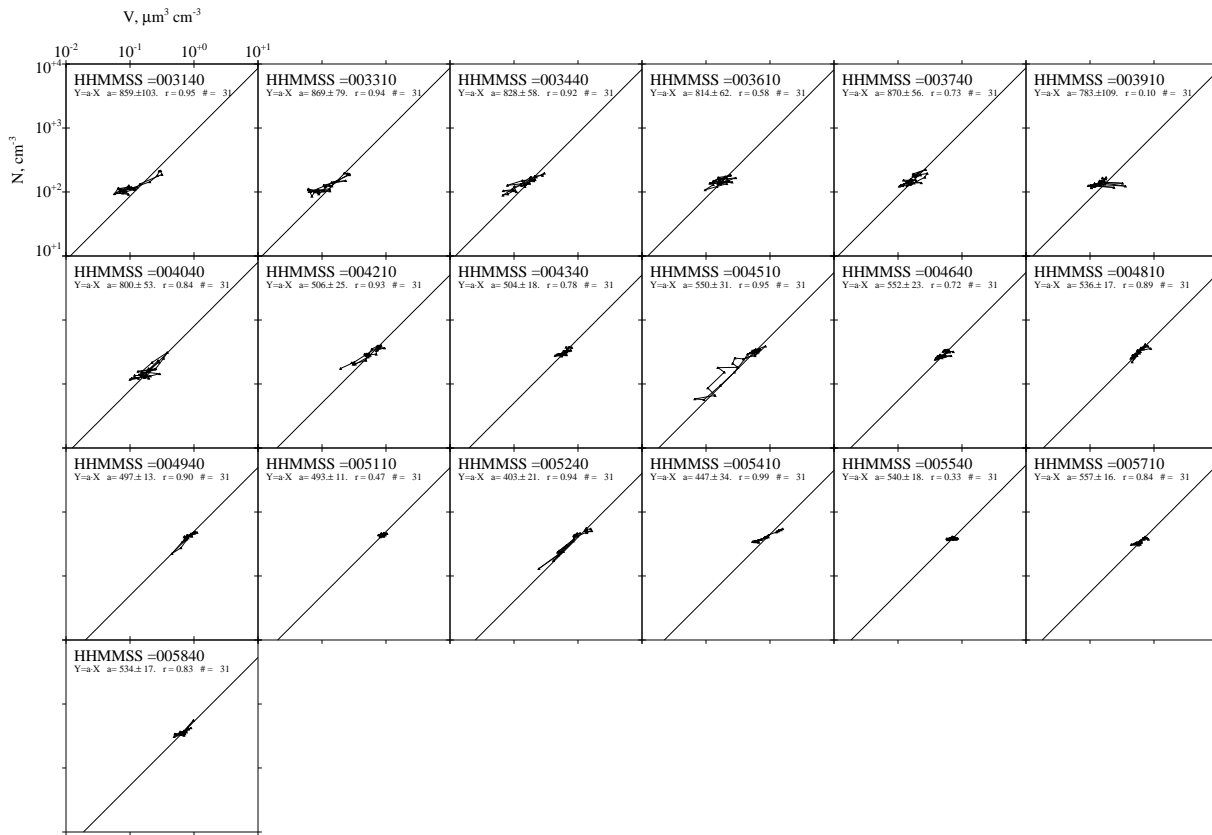 V, μm³ cm⁻³
10⁻² 10⁻¹ 10⁺⁰ 10⁺¹
N, cm⁻³
10⁺⁴
10⁺³
10⁺²
10⁺¹
HHMMSS =003140
Y=a·X a= 859.±103. r = 0.95 # = 31
HHMMSS =003310
Y=a·X a= 869± 79. r = 0.94 # = 31
HHMMSS =003440
Y=a·X a= 828.± 58. r = 0.92 # = 31
HHMMSS =003610
Y=a·X a= 814.± 62. r = 0.58 # = 31
HHMMSS =003740
Y=a·X a= 870.± 56. r = 0.73 # = 31
HHMMSS =003910
Y=a·X a= 783.±109. r = 0.10 # = 31
HHMMSS =004040
Y=a·X a= 800.± 53. r = 0.84 # = 31
HHMMSS =004210
Y=a·X a= 506.± 25. r = 0.93 # = 31
HHMMSS =004340
Y=a·X a= 504.± 18. r = 0.78 # = 31
HHMMSS =004510
Y=a·X a= 550.± 31. r = 0.95 # = 31
HHMMSS =004640
Y=a·X a= 552.± 23. r = 0.72 # = 31
HHMMSS =004810
Y=a·X a= 536.± 17. r = 0.89 # = 31
HHMMSS =004940
Y=a·X a= 497.± 13. r = 0.90 # = 31
HHMMSS =005110
Y=a·X a= 493.± 11. r = 0.47 # = 31
HHMMSS =005240
Y=a·X a= 403.± 21. r = 0.94 # = 31
HHMMSS =005410
Y=a·X a= 447.± 34. r = 0.99 # = 31
HHMMSS =005540
Y=a·X a= 540.± 18. r = 0.33 # = 31
HHMMSS =005710
Y=a·X a= 557.± 16. r = 0.84 # = 31
HHMMSS =005840
Y=a·X a= 534.± 17. r = 0.83 # = 31